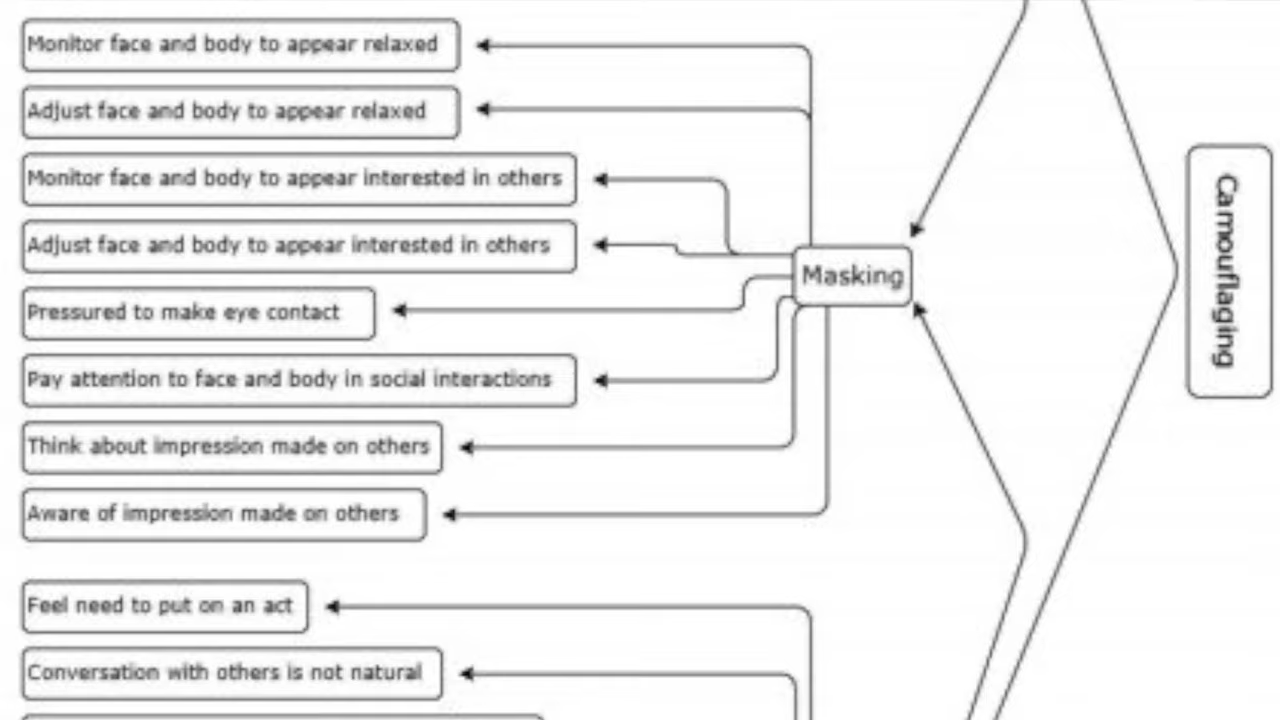 Monitor face and body to appear relaxed
Adjust face and body to appear relaxed
Monitor face and body to appear interested in others
Adjust face and body to appear interested in others
Pressured to make eye contact
Pay attention to face and body in social interactions
Think about impression made on others
Aware of impression made on others
Feel need to put on an act
Conversation with others is not natural
Masking
Camouflaging